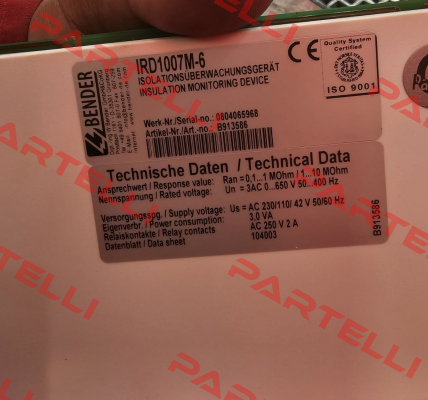 BENDER
IRD1007M-6
ISOLATIONSÜBERWACHUNGSGERÄT
INSULATION MONITORING DEVICE
Werk-Nr/Serial-no.: 0804065968
Artikel-Nr/Art.-no.: B913586
Quality System
Certified
ISO 9001
Technische Daten / Technical Data
Ansprechwert / Response value: Ran = 0,1...1 MOhm / 1...10 MOhm
Nennspannung / Rated voltage: Un = 3AC 0...650 V 50...400 Hz
Versorgungsspg. / Supply voltage: Us = AC 230/110/ 42 V 50/60 Hz
Eigenverbr./ Power consumption: 3,0 VA
Relaiskontakte / Relay contacts AC 250 V 2 A
Datenblatt / Data sheet 104003
B913586
PARTELLI
PARTELLI
PARTELLI
PARTELLI